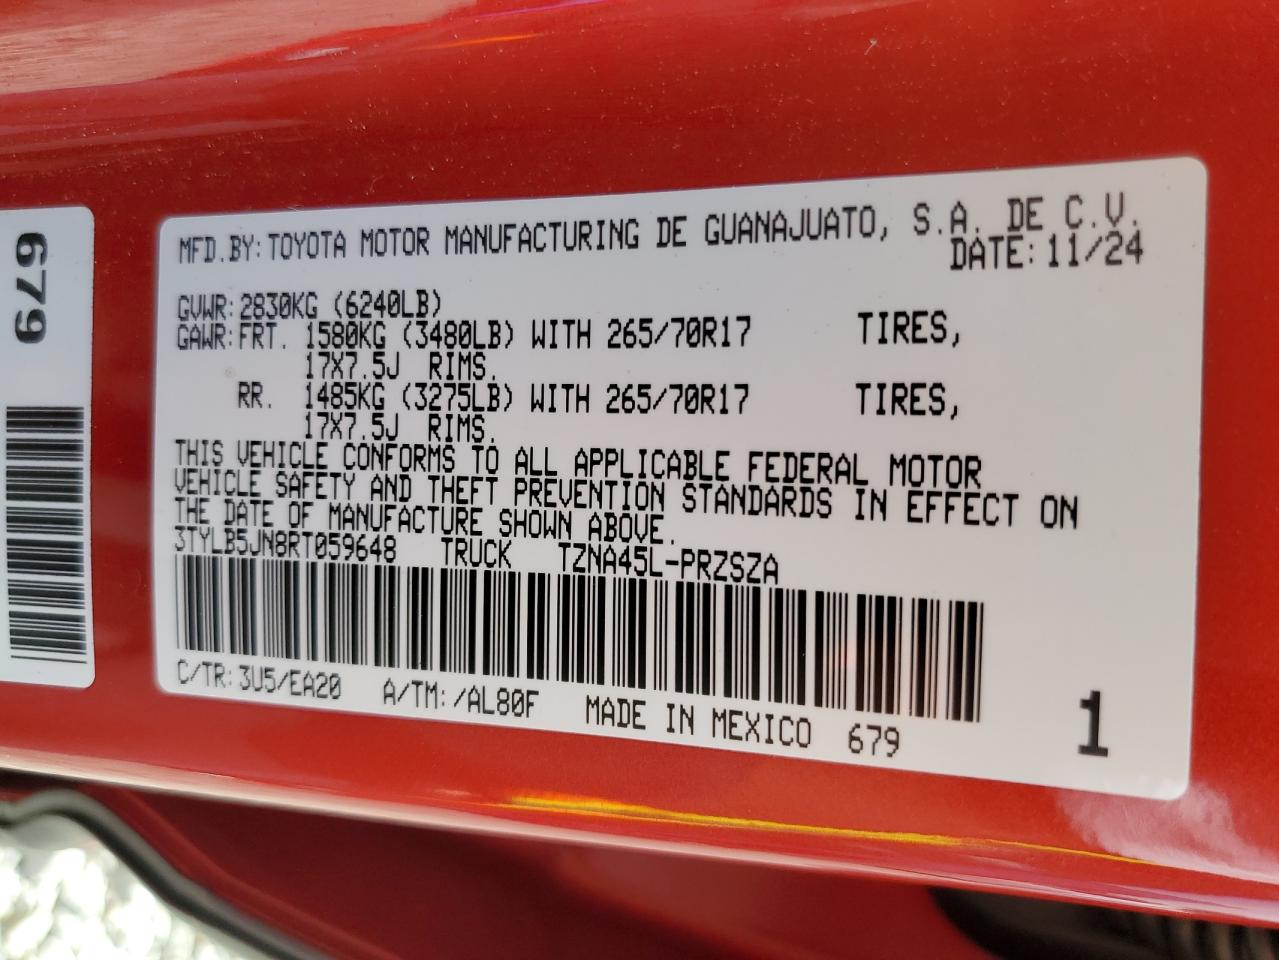 679
MFD.BY:TOYOTA MOTOR MANUFACTURING DE GUANAJUATO, S.A. DE C.V.
DATE:11/24
GVWR:2830KG (6240LB)
GAWR:FRT. 1580KG (3480LB) WITH 265/70R17 TIRES,
17X7.5J RIMS.
RR. 1485KG (3275LB) WITH 265/70R17 TIRES,
17X7.5J RIMS.
THIS VEHICLE CONFORMS TO ALL APPLICABLE FEDERAL MOTOR
VEHICLE SAFETY AND THEFT PREVENTION STANDARDS IN EFFECT ON
THE DATE OF MANUFACTURE SHOWN ABOVE.
3TYLB5JN8RT059648 TRUCK TZNA45L-PRZSZA
C/TR:3U5/EA20 A/TM:/AL80F MADE IN MEXICO 679
1